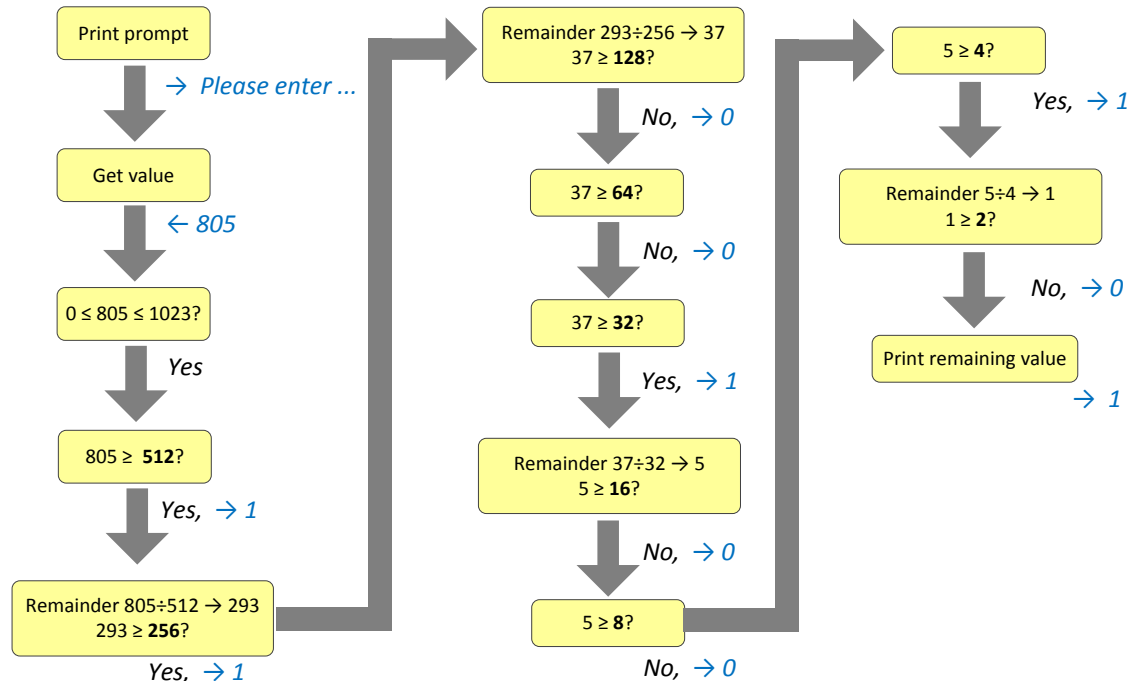 Print prompt
→ Please enter ...
Get value
← 805
0 ≤ 805 ≤ 1023?
Yes
805 ≥ 512?
Yes, → 1
Remainder 805÷512 → 293
293 ≥ 256?
Yes, → 1
Remainder 293÷256 → 37
37 ≥ 128?
No, → 0
37 ≥ 64?
No, → 0
37 ≥ 32?
Yes, → 1
Remainder 37÷32 → 5
5 ≥ 16?
No, → 0
5 ≥ 8?
No, → 0
5 ≥ 4?
Yes, → 1
Remainder 5÷4 → 1
1 ≥ 2?
No, → 0
Print remaining value
→ 1